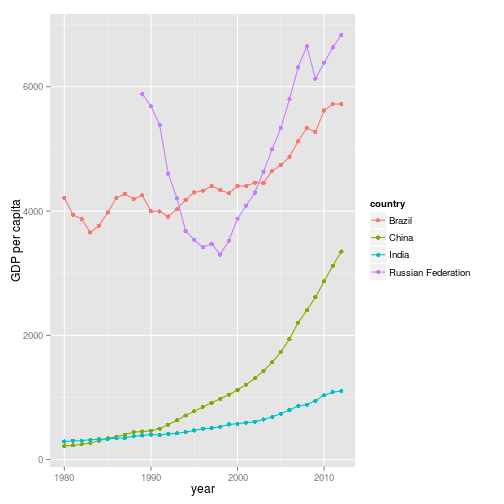 GDP per capita
6000
4000
2000
0
1980
1990
2000
2010
year
country
Brazil
China
India
Russian Federation